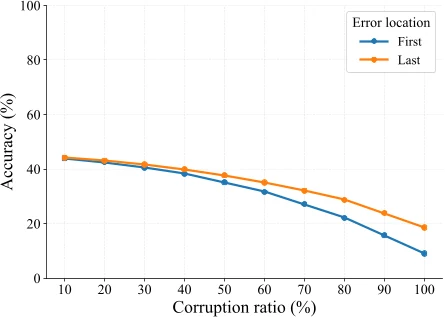 100
80
60
40
20
0
Accuracy (%)
Error location
First
Last
10 20 30 40 50 60 70 80 90 100
Corruption ratio (%)